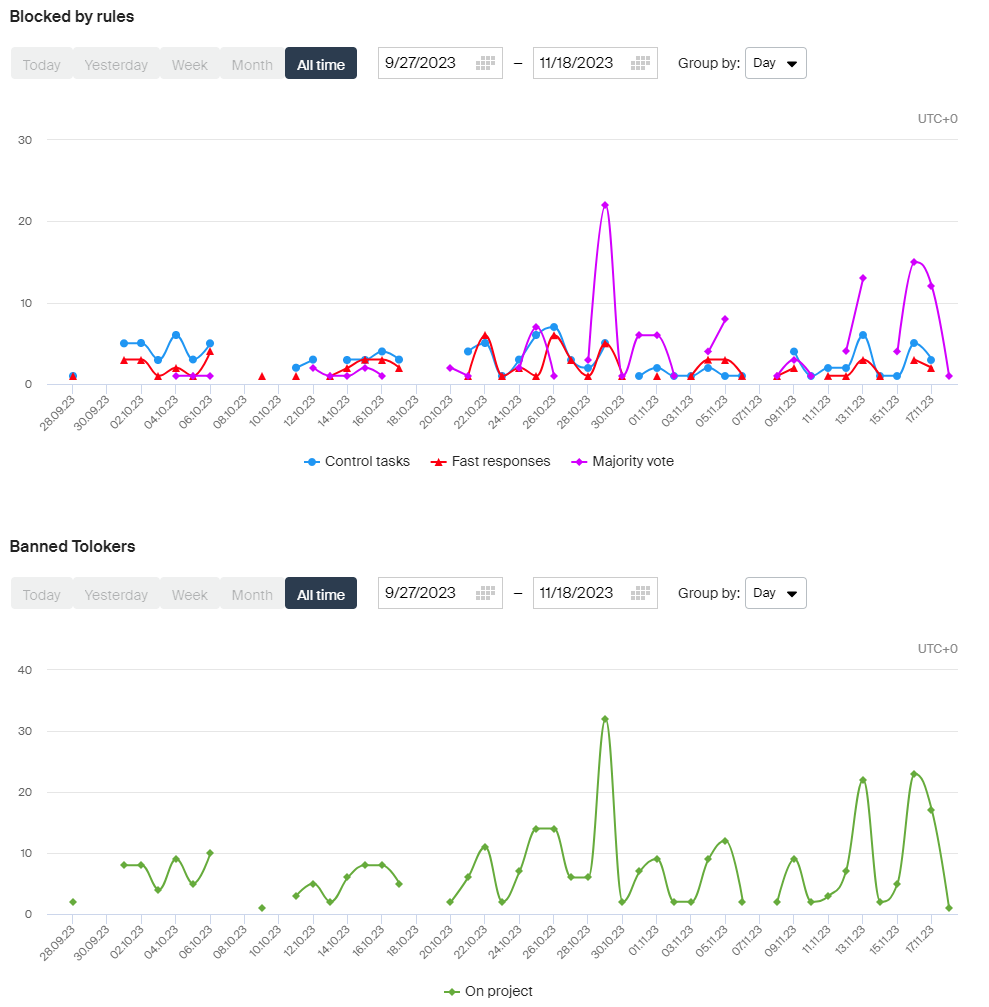 Blocked by rules
Today Yesterday Week Month All time 9/27/2023 – 11/18/2023 Group by: Day
UTC+0
30
20
10
0
28.09.23 30.09.23 02.10.23 04.10.23 06.10.23 08.10.23 10.10.23 12.10.23 14.10.23 16.10.23 18.10.23 20.10.23 22.10.23 24.10.23 26.10.23 28.10.23 30.10.23 01.11.23 03.11.23 05.11.23 07.11.23 09.11.23 11.11.23 13.11.23 15.11.23 17.11.23
Control tasks Fast responses Majority vote
Banned Tolokers
Today Yesterday Week Month All time 9/27/2023 – 11/18/2023 Group by: Day
UTC+0
40
30
20
10
0
28.09.23 30.09.23 02.10.23 04.10.23 06.10.23 08.10.23 10.10.23 12.10.23 14.10.23 16.10.23 18.10.23 20.10.23 22.10.23 24.10.23 26.10.23 28.10.23 30.10.23 01.11.23 03.11.23 05.11.23 07.11.23 09.11.23 11.11.23 13.11.23 15.11.23 17.11.23
On project